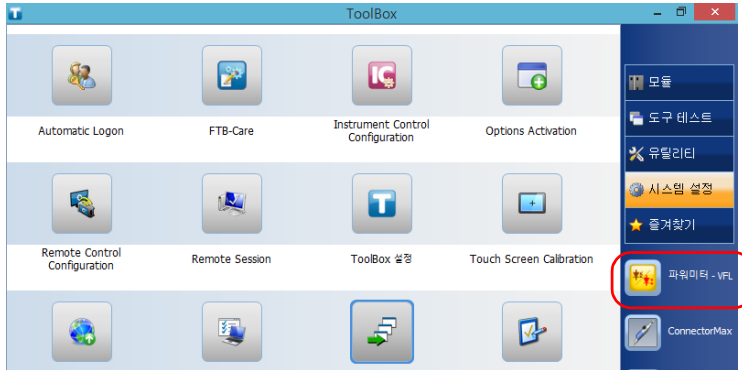 ToolBox
모듈
도구 테스트
유틸리티
시스템 설정
즐겨찾기
파워미터 - VFL
ConnectorMax
Automatic Logon
FTB-Care
Instrument Control
Configuration
Options Activation
Remote Control
Configuration
Remote Session
ToolBox 설정
Touch Screen Calibration